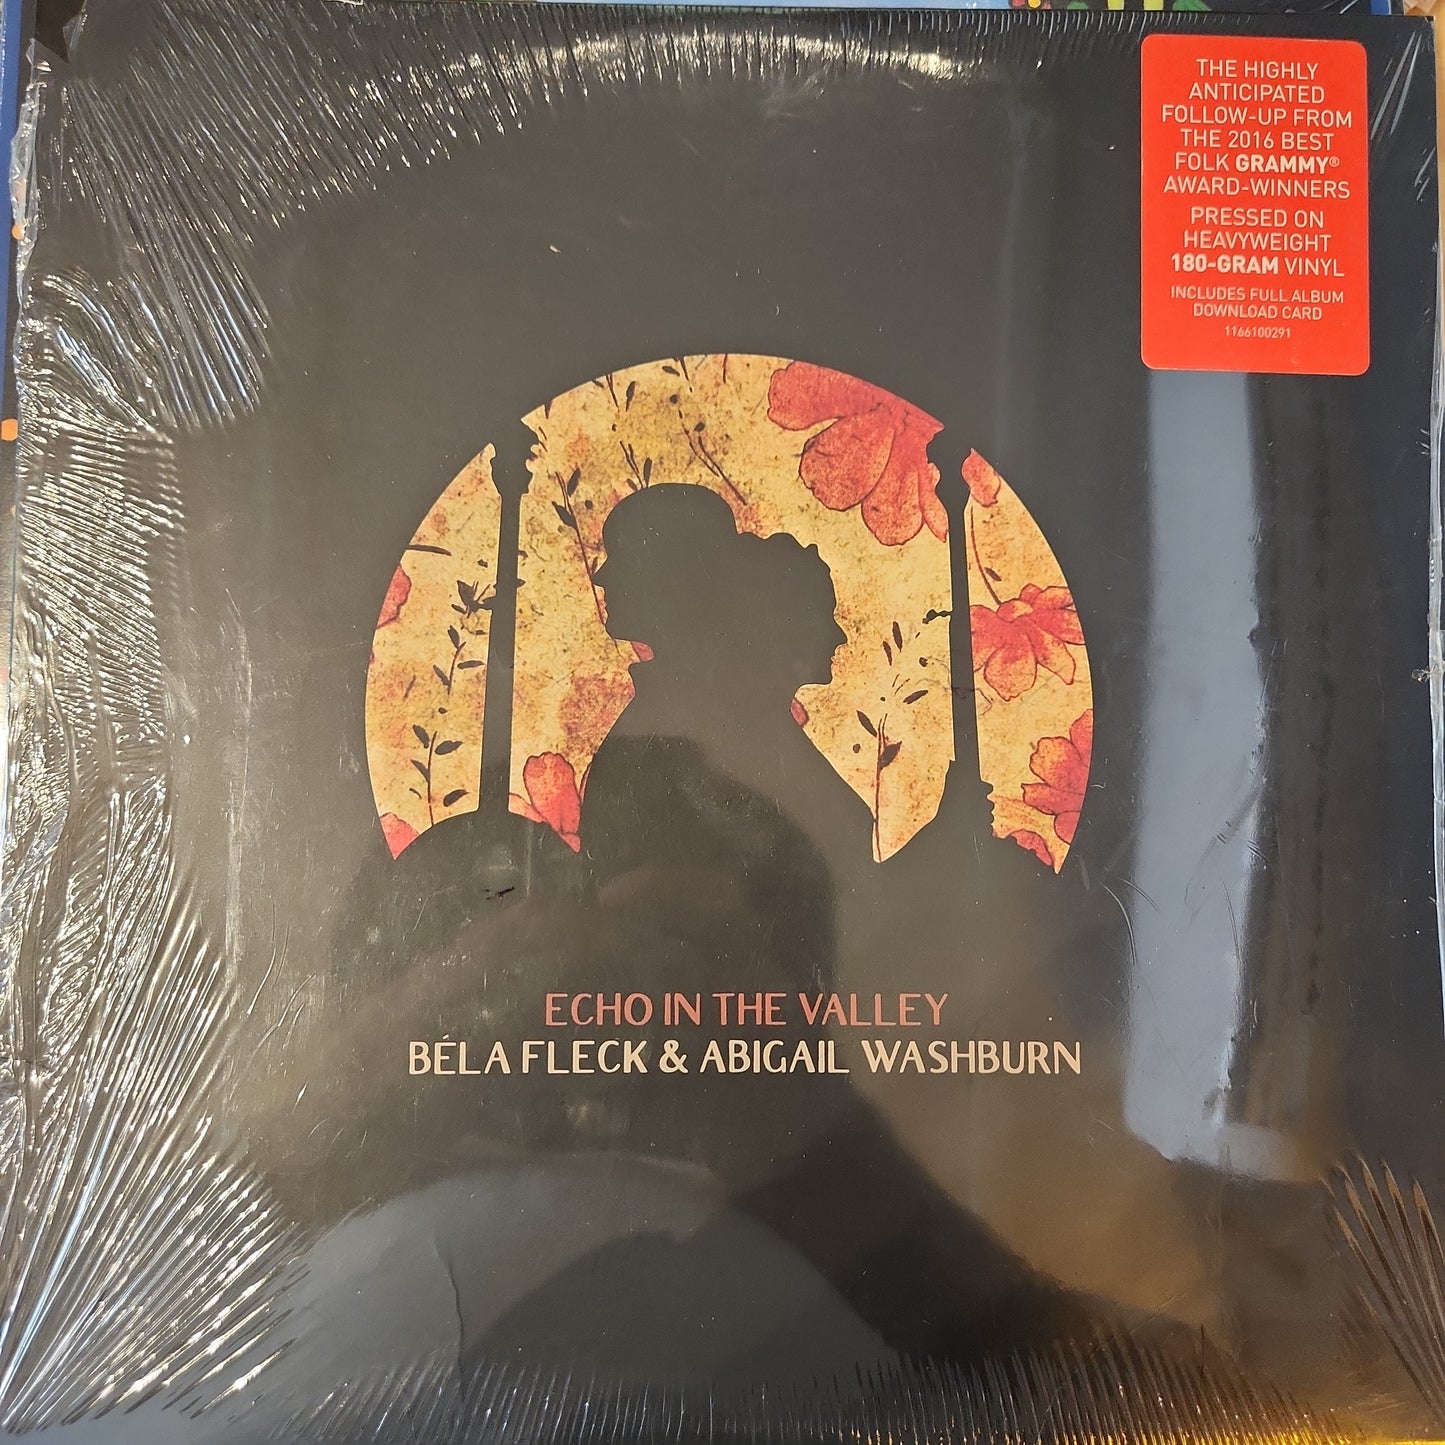 THE HIGHLY
ANTICIPATED
FOLLOW-UP FROM
THE 2016 BEST
FOLK GRAMMY®
AWARD-WINNERS
PRESSED ON
HEAVYWEIGHT
180-GRAM VINYL
INCLUDES FULL ALBUM
DOWNLOAD CARD
1166100291
ECHO IN THE VALLEY
BÉLA FLECK & ABIGAIL WASHBURN